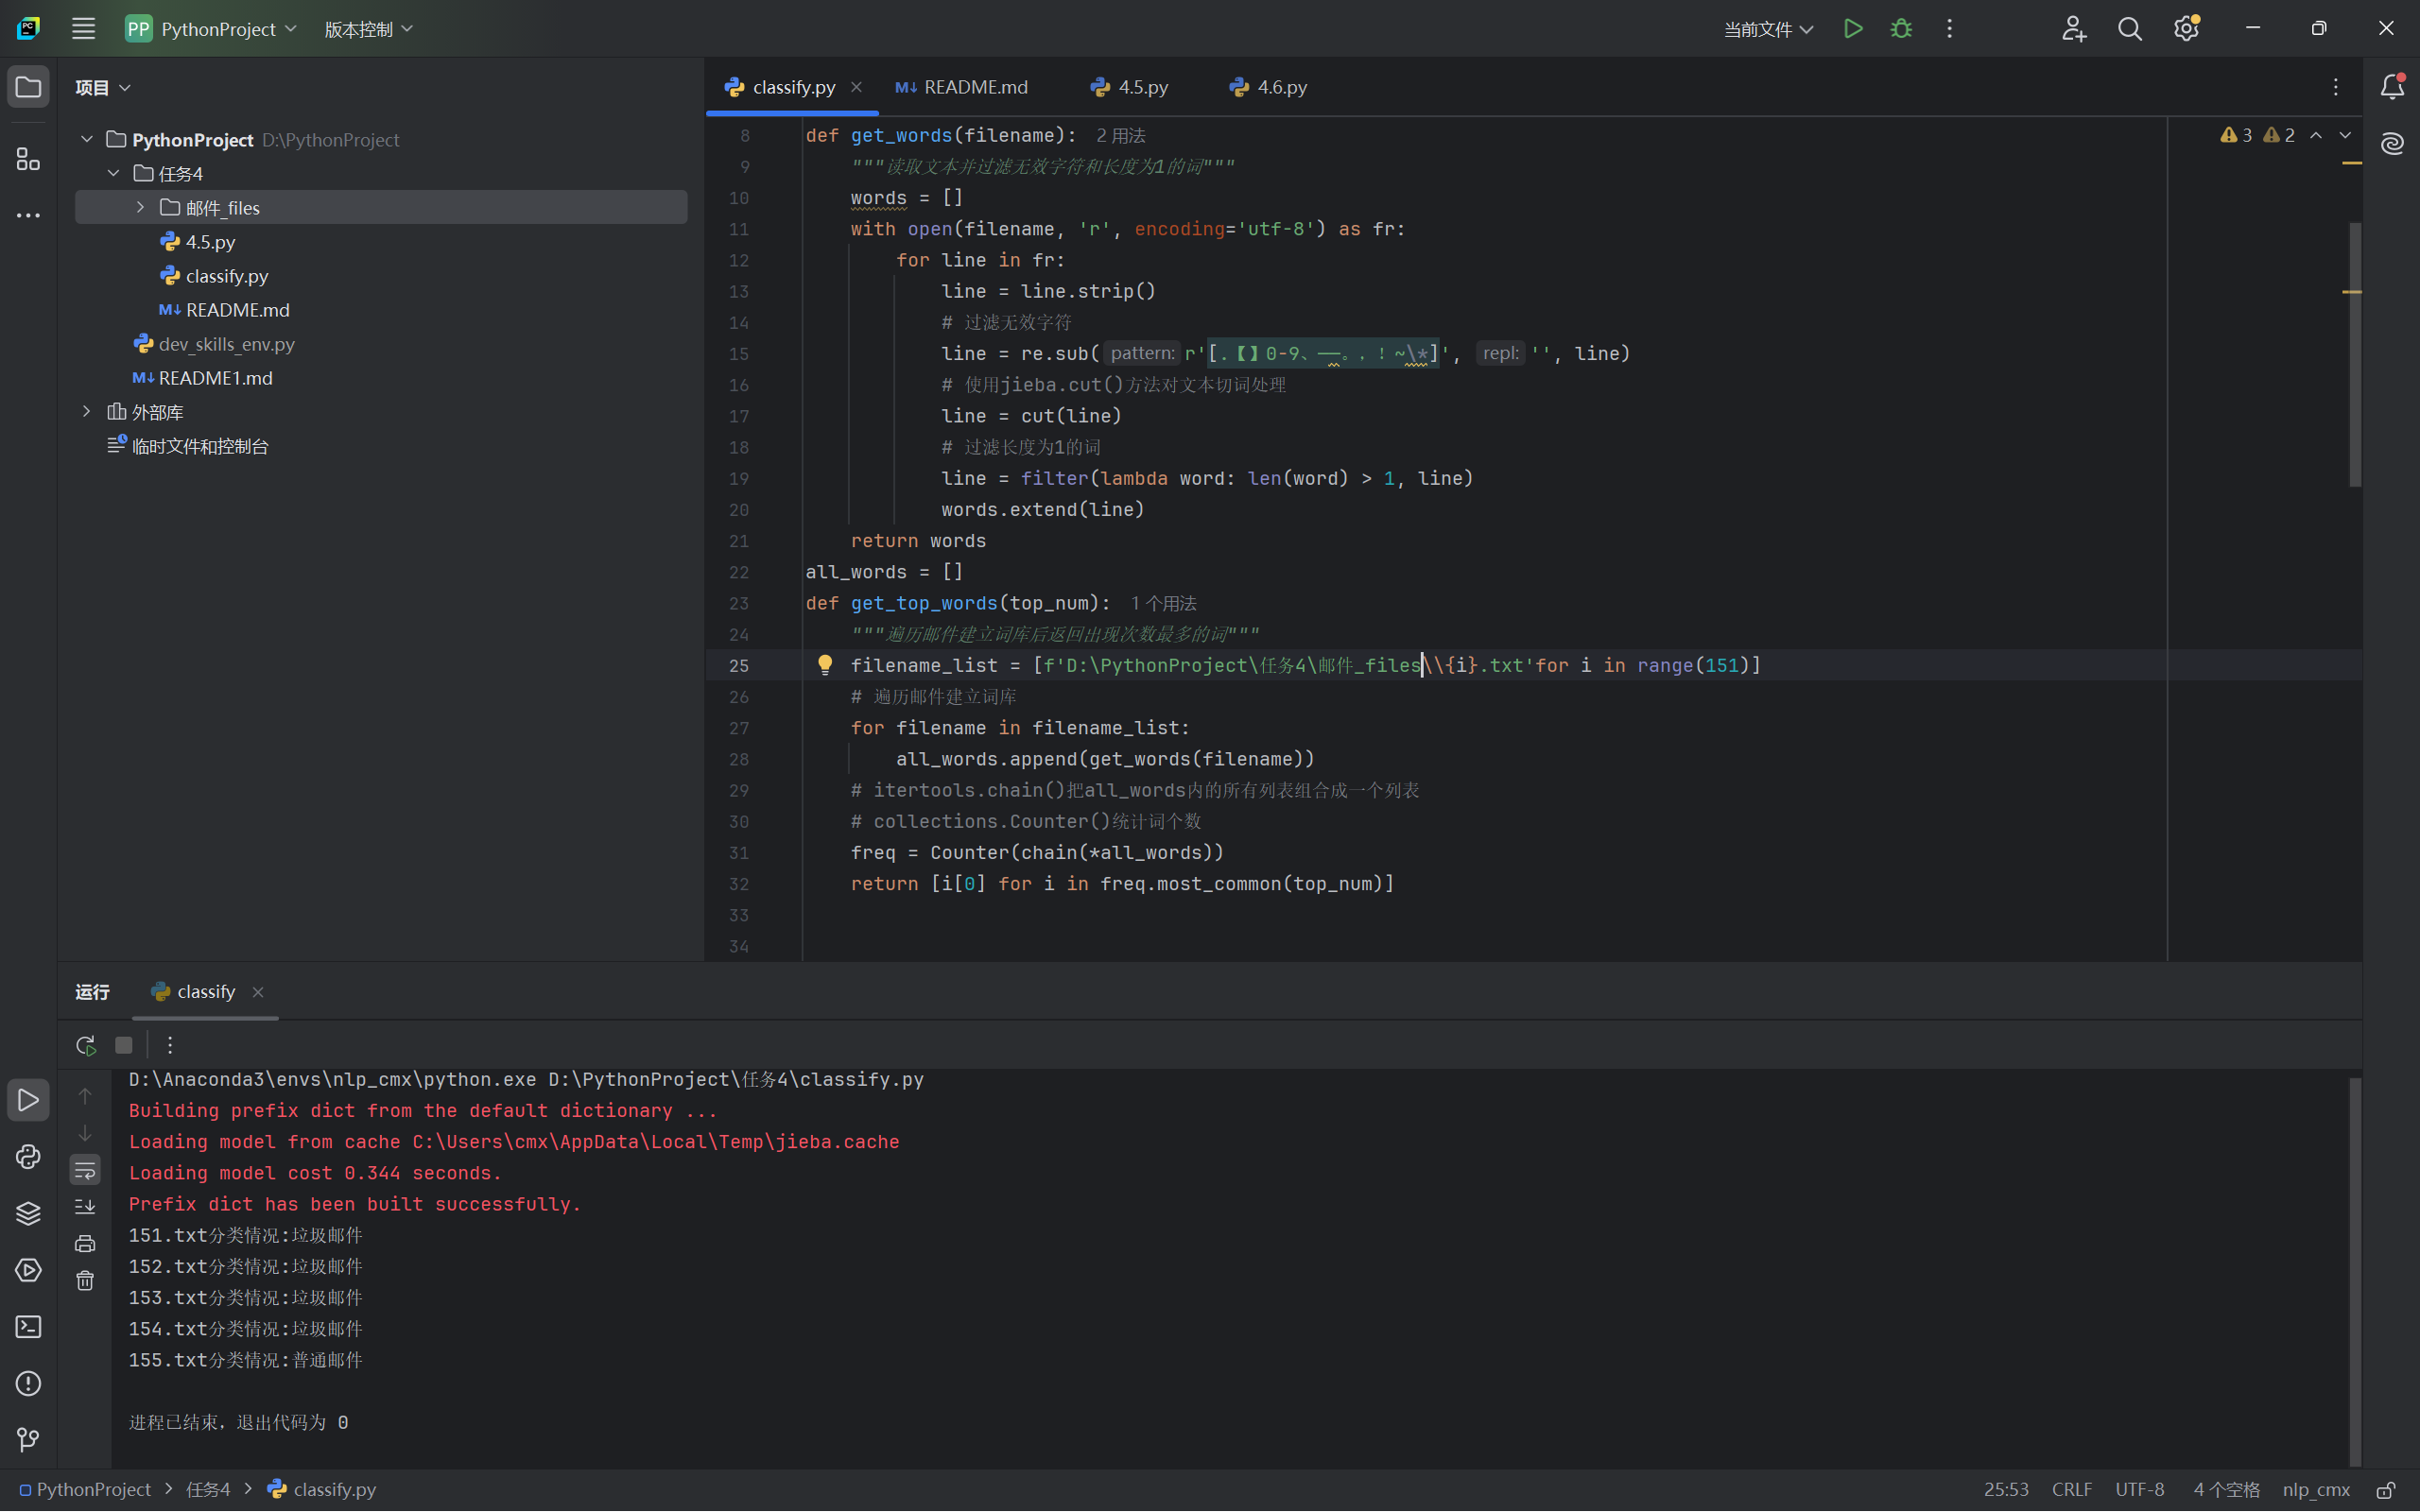 PP PythonProject 版本控制 当前文件
项目
PythonProject D:\PythonProject
任务4
邮件_files
4.5.py
classify.py
README.md
dev_skills_env.py
README1.md
外部库
临时文件和控制台
classify.py README.md 4.5.py 4.6.py
3 2
8 def get_words(filename): 2 用法
9 """读取文本并过滤无效字符和长度为1的词"""
10 words = []
11 with open(filename, 'r', encoding='utf-8') as fr:
12 for line in fr:
13 line = line.strip()
14 # 过滤无效字符
15 line = re.sub( pattern: r'[.【】0-9、——。，！~\*]', repl: '', line)
16 # 使用jieba.cut()方法对文本切词处理
17 line = cut(line)
18 # 过滤长度为1的词
19 line = filter(lambda word: len(word) > 1, line)
20 words.extend(line)
21 return words
22 all_words = []
23 def get_top_words(top_num): 1 个用法
24 """遍历邮件建立词库后返回出现次数最多的词"""
25 filename_list = [f'D:\PythonProject\任务4\邮件_files\\{i}.txt'for i in range(151)]
26 # 遍历邮件建立词库
27 for filename in filename_list:
28 all_words.append(get_words(filename))
29 # itertools.chain()把all_words内的所有列表组合成一个列表
30 # collections.Counter()统计词个数
31 freq = Counter(chain(*all_words))
32 return [i[0] for i in freq.most_common(top_num)]
33
34
运行 classify
D:\Anaconda3\envs\nlp_cmx\python.exe D:\PythonProject\任务4\classify.py
Building prefix dict from the default dictionary ...
Loading model from cache C:\Users\cmx\AppData\Local\Temp\jieba.cache
Loading model cost 0.344 seconds.
Prefix dict has been built successfully.
151.txt分类情况:垃圾邮件
152.txt分类情况:垃圾邮件
153.txt分类情况:垃圾邮件
154.txt分类情况:垃圾邮件
155.txt分类情况:普通邮件
进程已结束，退出代码为 0
PythonProject > 任务4 > classify.py 25:53 CRLF UTF-8 4 个空格 nlp_cmx